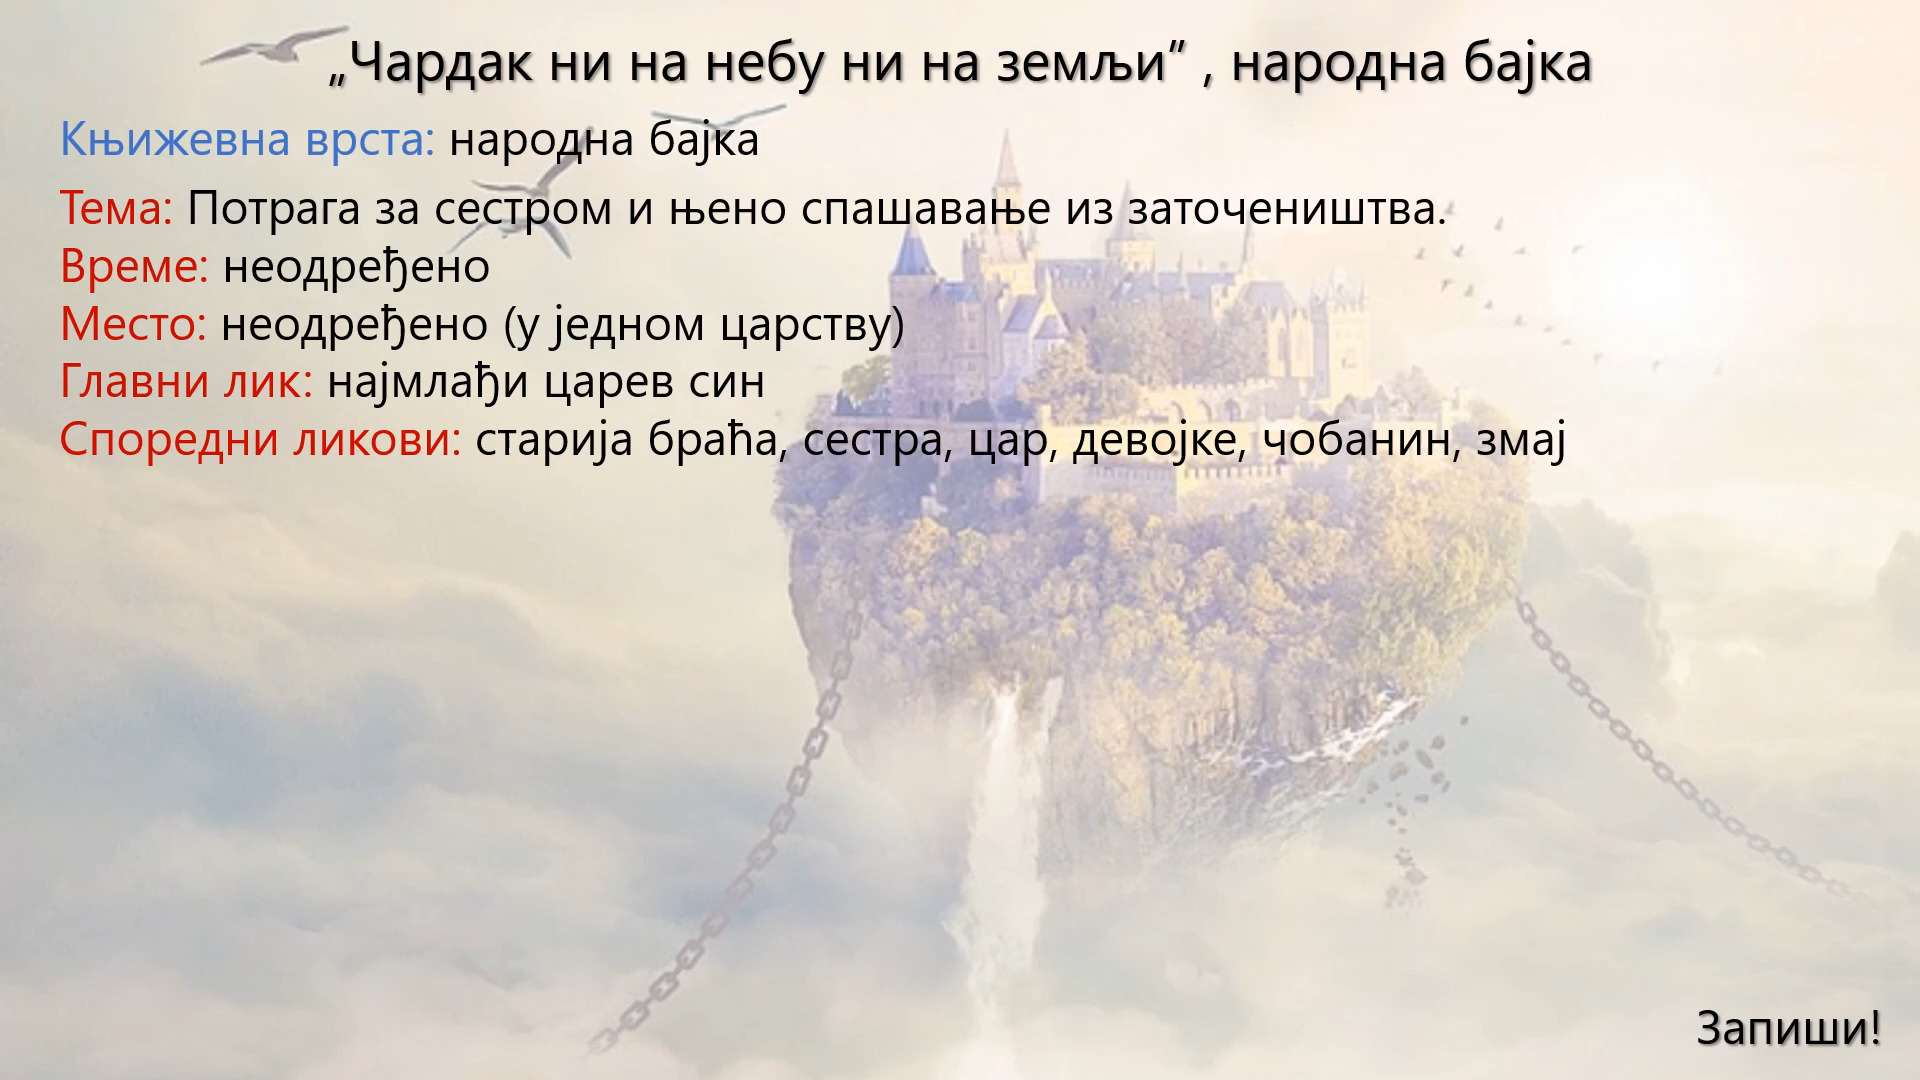 „Чардак ни на небу ни на земљи” , народна бајка
Књижевна врста: народна бајка
Тема: Потрага за сестром и њено спашавање из заточеништва.
Време: неодређено
Место: неодређено (у једном царству)
Главни лик: најмлађи царев син
Споредни ликови: старија браћа, сестра, цар, девојке, чобанин, змај
Запиши!